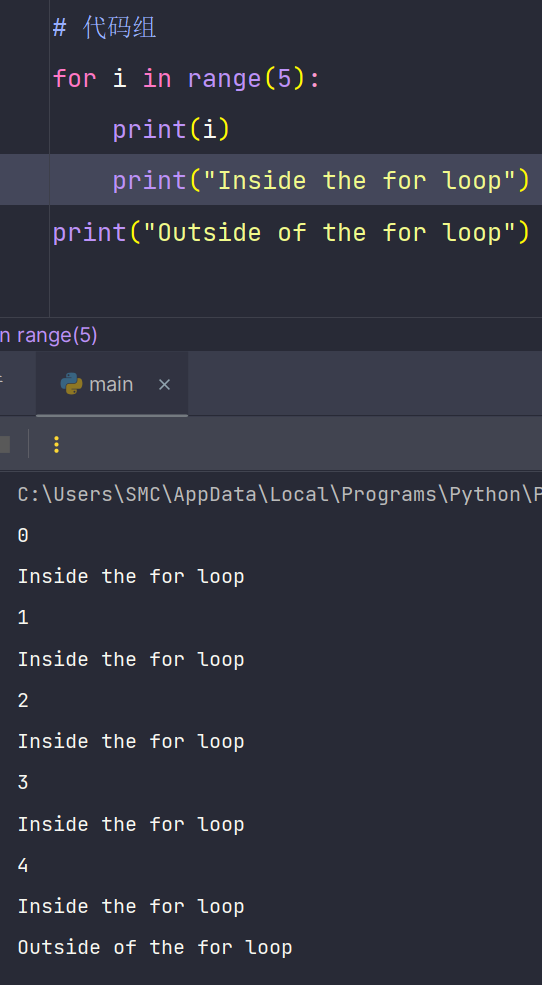 # 代码组
for i in range(5):
print(i)
print("Inside the for loop")
print("Outside of the for loop")
n range(5)
main ×
C:\Users\SMC\AppData\Local\Programs\Python\P
0
Inside the for loop
1
Inside the for loop
2
Inside the for loop
3
Inside the for loop
4
Inside the for loop
Outside of the for loop